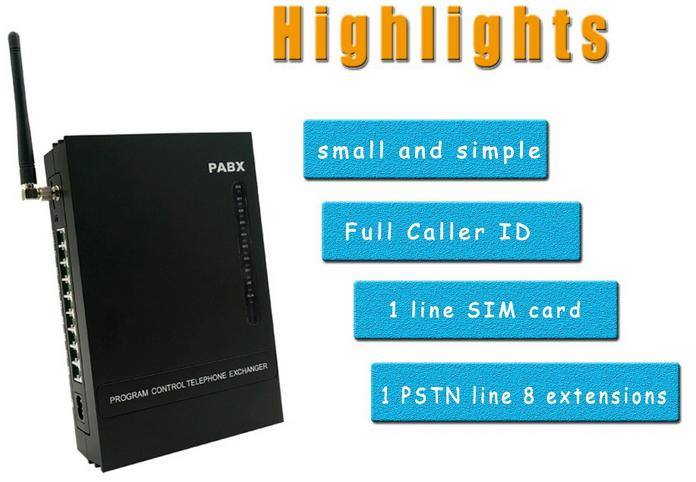 Highlights
PABX
small and simple
Full Caller ID
1 line SIM card
1 PSTN line 8 extensions
PROGRAM CONTROL TELEPHONE EXCHANGER